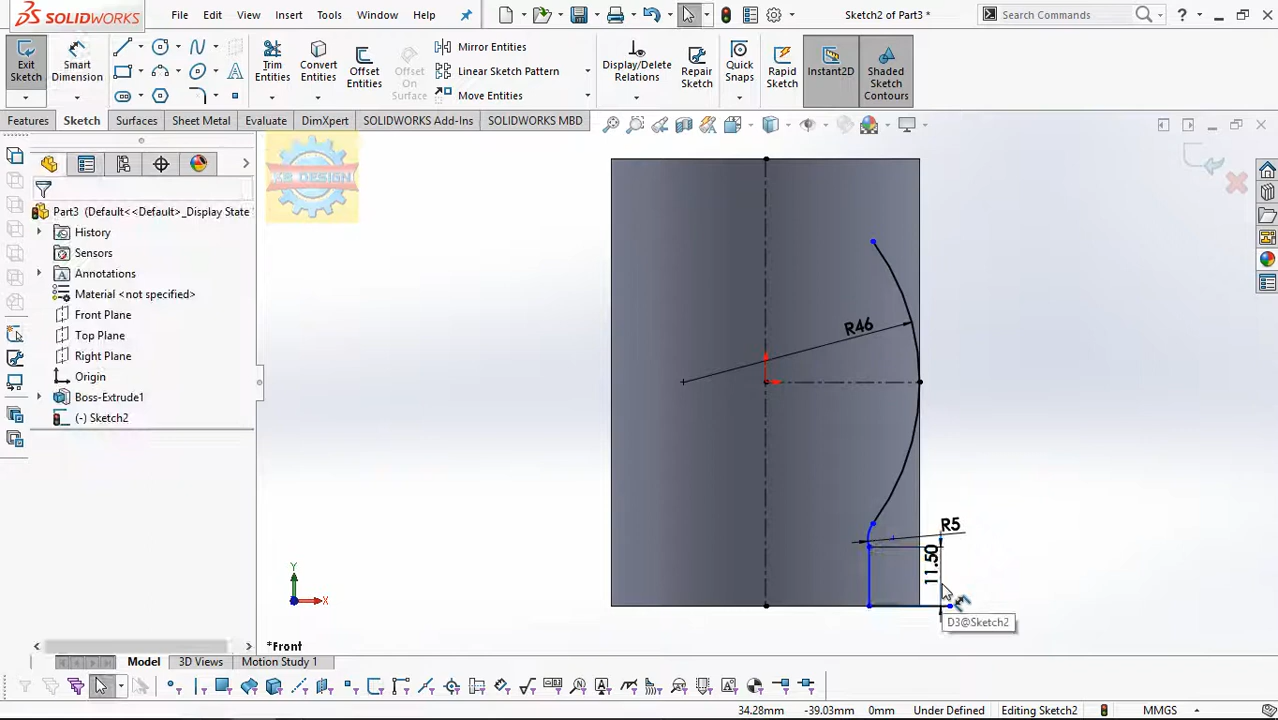 SOLIDWORKS
File Edit View Insert Tools Window Help
Sketch2 of Part3 *
Search Commands
Exit Sketch
Smart Dimension
Trim Entities
Convert Entities
Offset Entities
Offset On Surface
Mirror Entities
Linear Sketch Pattern
Move Entities
Display/Delete Relations
Repair Sketch
Quick Snaps
Rapid Sketch
Instant2D
Shaded Sketch Contours
Features Sketch Surfaces Sheet Metal Evaluate DimXpert SOLIDWORKS Add-Ins SOLIDWORKS MBD
Part3 (Default<<Default>_Display State
History
Sensors
Annotations
Material <not specified>
Front Plane
Top Plane
Right Plane
Origin
Boss-Extrude1
(-) Sketch2
R46
R5
11.50
D3@Sketch2
Y
X
*Front
Model 3D Views Motion Study 1
34.28mm -39.03mm 0mm Under Defined Editing Sketch2 MMGS